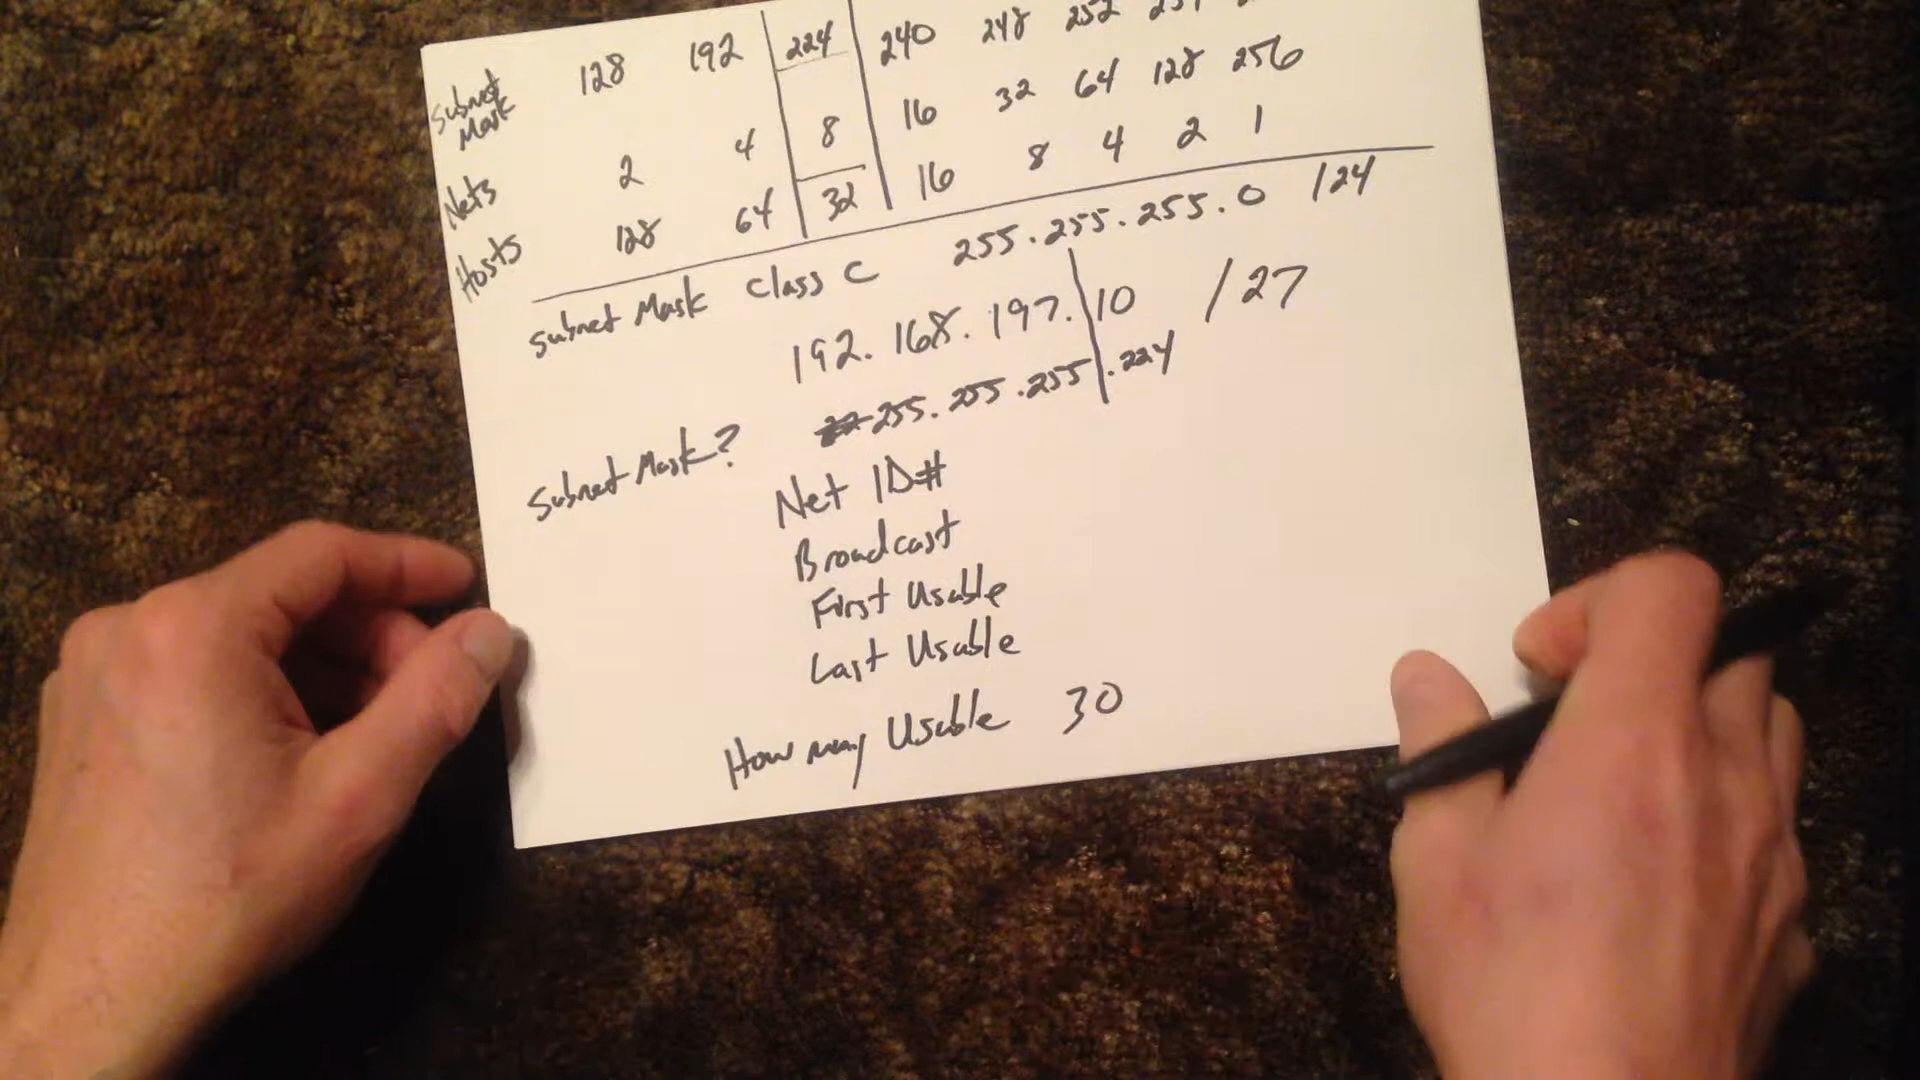 Subnet Mask 128 192 224 240 248 252
Nets 2 4 8 16 32 64 128 256
Hosts 128 64 32 16 8 4 2 1
Subnet Mask Class C 255.255.255.0 /24
192.168.197.10 /27
Subnet Mask? 255.255.255.224
Net ID#
Broadcast
First Usable
Last Usable
How many Usable 30